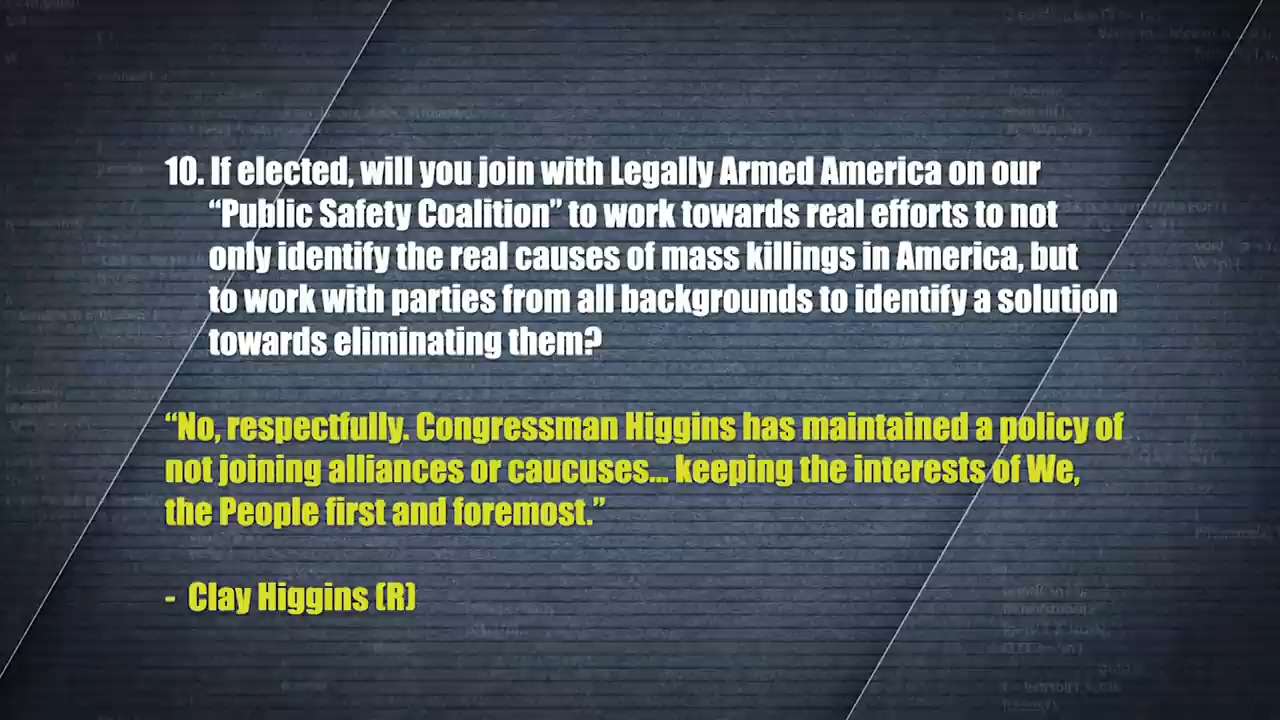 10. If elected, will you join with Legally Armed America on our
“Public Safety Coalition” to work towards real efforts to not
only identify the real causes of mass killings in America, but
to work with parties from all backgrounds to identify a solution
towards eliminating them?
“No, respectfully. Congressman Higgins has maintained a policy of
not joining alliances or caucuses... keeping the interests of We,
the People first and foremost.”
- Clay Higgins (R)